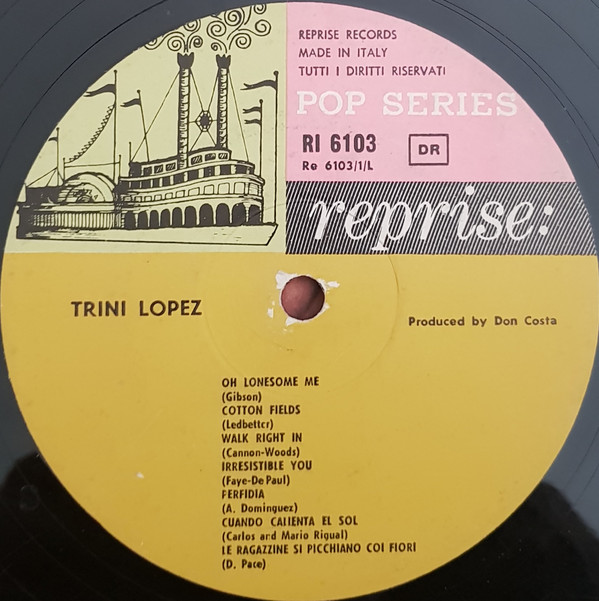 REPRISE RECORDS
MADE IN ITALY
TUTTI I DIRITTI RISERVATI
POP SERIES
RI 6103
DR
Re 6103/1/L
reprise:
TRINI LOPEZ
Produced by Don Costa
OH LONESOME ME
(Gibson)
COTTON FIELDS
(Ledbetter)
WALK RIGHT IN
(Cannon-Woods)
IRRESISTIBLE YOU
(Faye-De Paul)
PERFIDIA
(A. Dominguez)
CUANDO CALIENTA EL SOL
(Carlos and Mario Rigual)
LE RAGAZZINE SI PICCHIANO COI FIORI
(D. Pace)